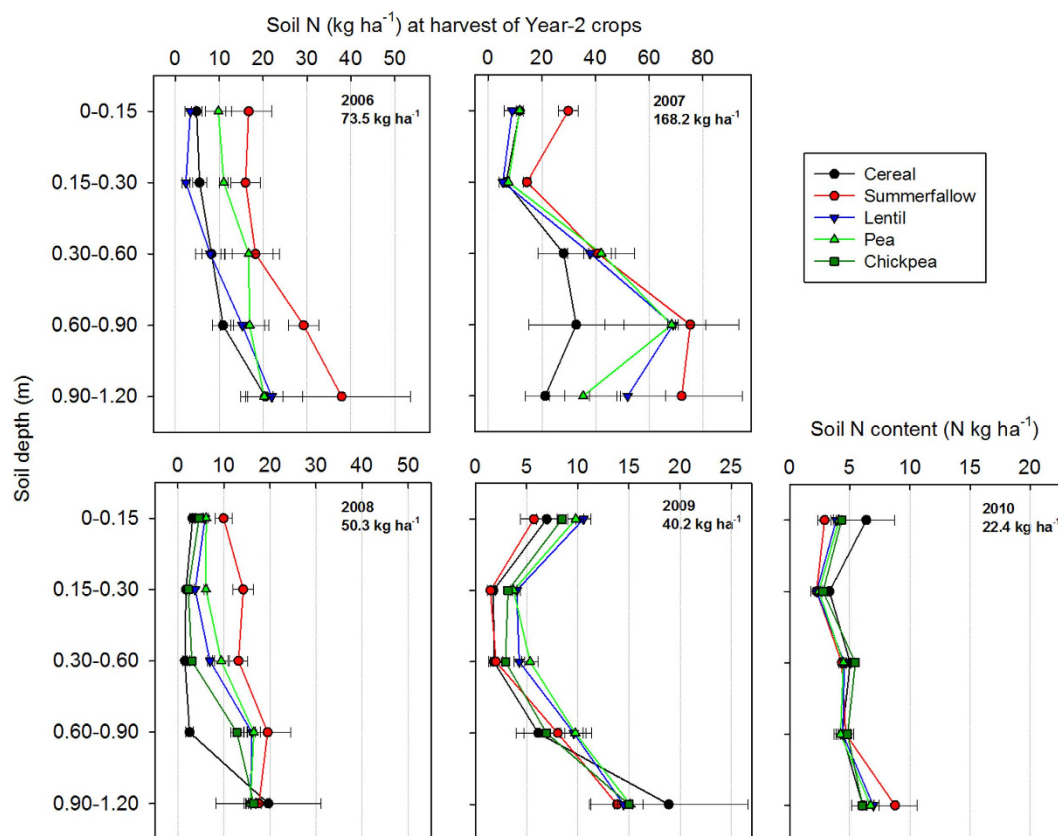 Soil N (kg ha⁻¹) at harvest of Year-2 crops
0 10 20 30 40 50
0 20 40 60 80
2006
73.5 kg ha⁻¹
2007
168.2 kg ha⁻¹
Cereal
Summerfallow
Lentil
Pea
Chickpea
0-0.15
0.15-0.30
0.30-0.60
0.60-0.90
0.90-1.20
Soil depth (m)
Soil N content (N kg ha⁻¹)
0 10 20 30 40 50
0 5 10 15 20 25
0 5 10 15 20
2008
50.3 kg ha⁻¹
2009
40.2 kg ha⁻¹
2010
22.4 kg ha⁻¹
0-0.15
0.15-0.30
0.30-0.60
0.60-0.90
0.90-1.20